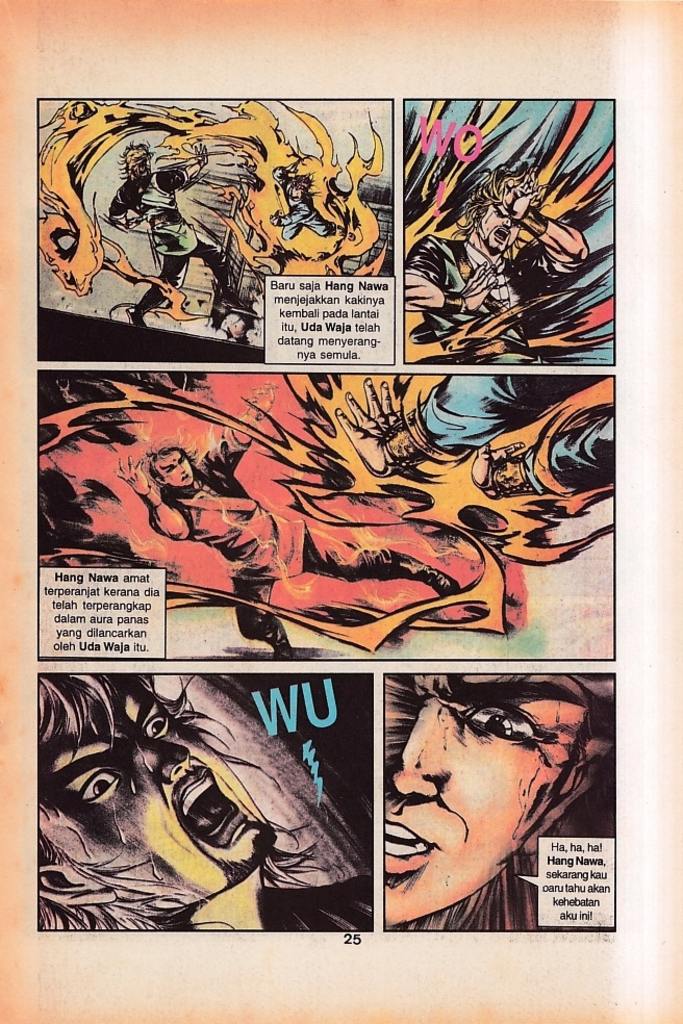 WO
!
Baru saja Hang Nawa
menjejakkan kakinya
kembali pada lantai
itu, Uda Waja telah
datang menyerang-
nya semula.
Hang Nawa amat
terperanjat kerana dia
telah terperangkap
dalam aura panas
yang dilancarkan
oleh Uda Waja itu.
WU
Ha, ha, ha!
Hang Nawa,
sekarang kau
baru tahu akan
kehebatan
aku ini!
25